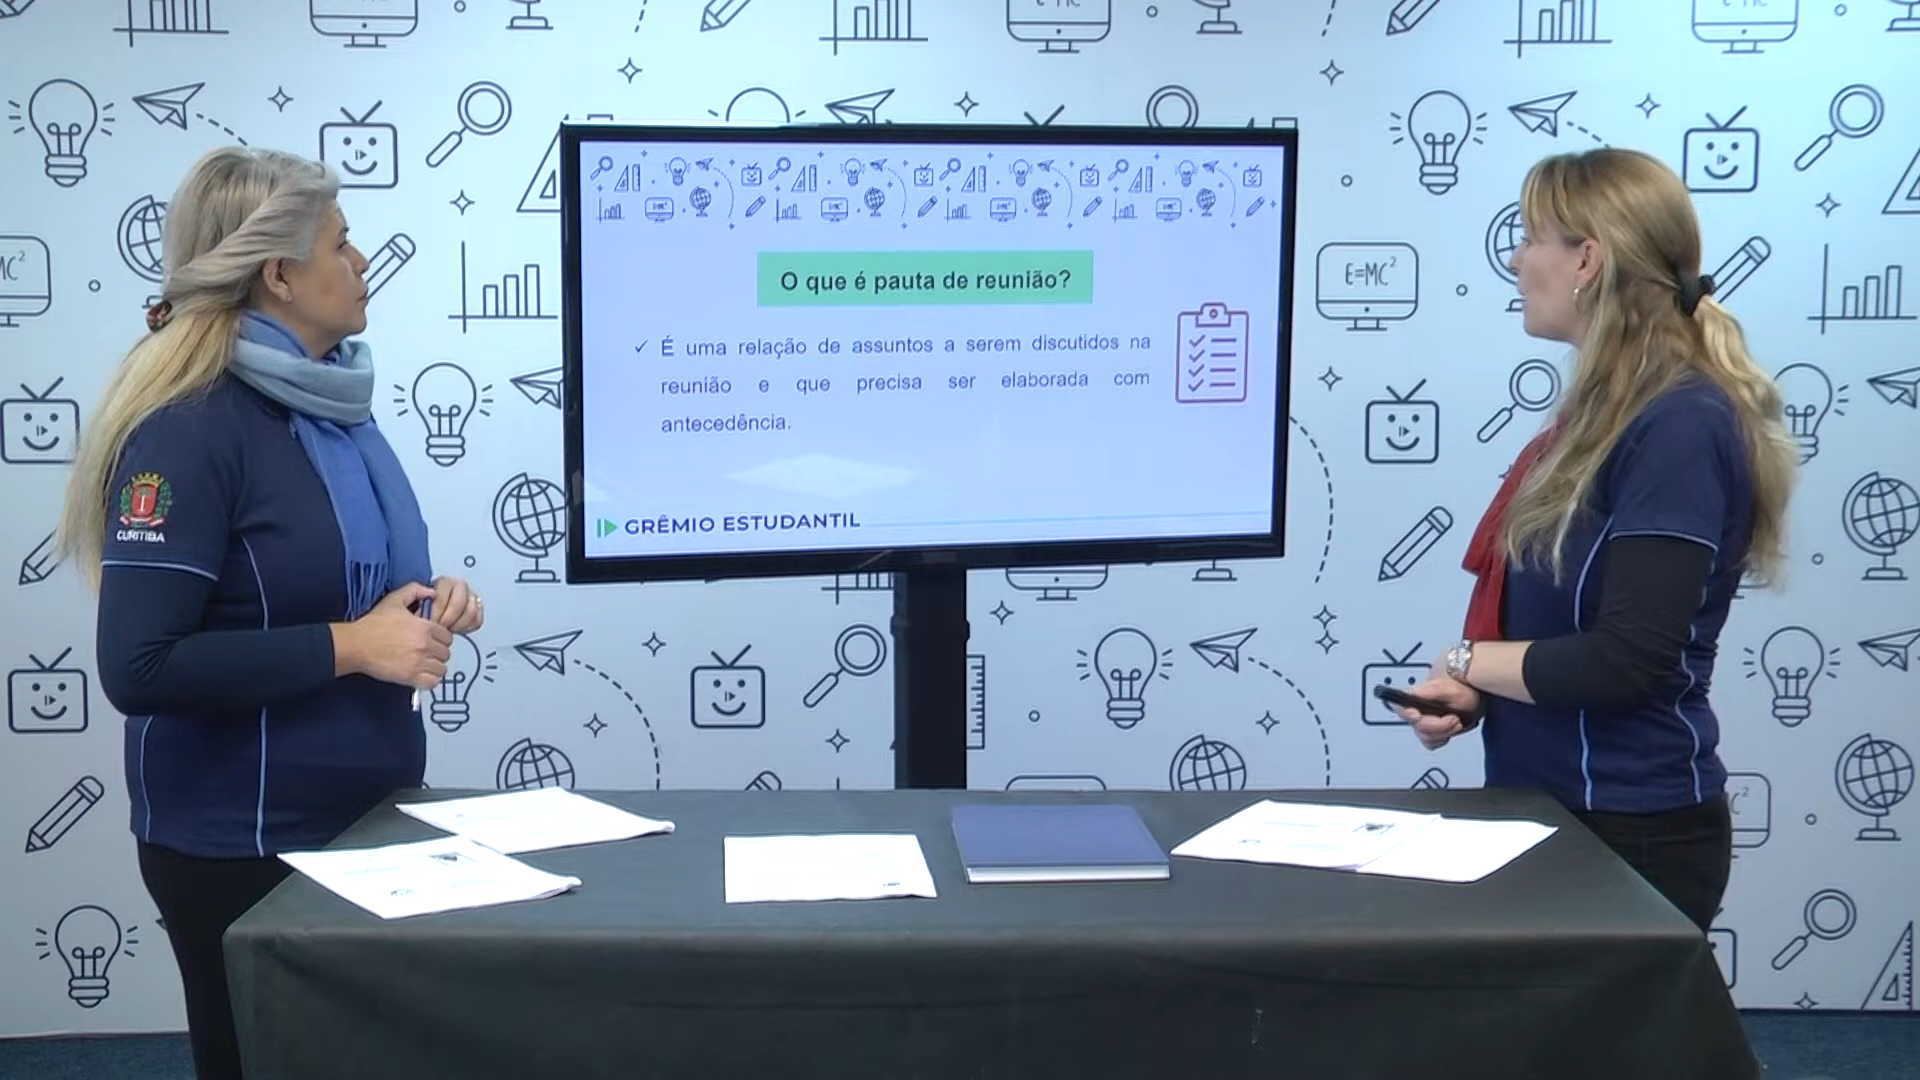 O que é pauta de reunião?
✓ É uma relação de assuntos a serem discutidos na
reunião e que precisa ser elaborada com
antecedência.
GRÊMIO ESTUDANTIL
CURITIBA
E=MC²